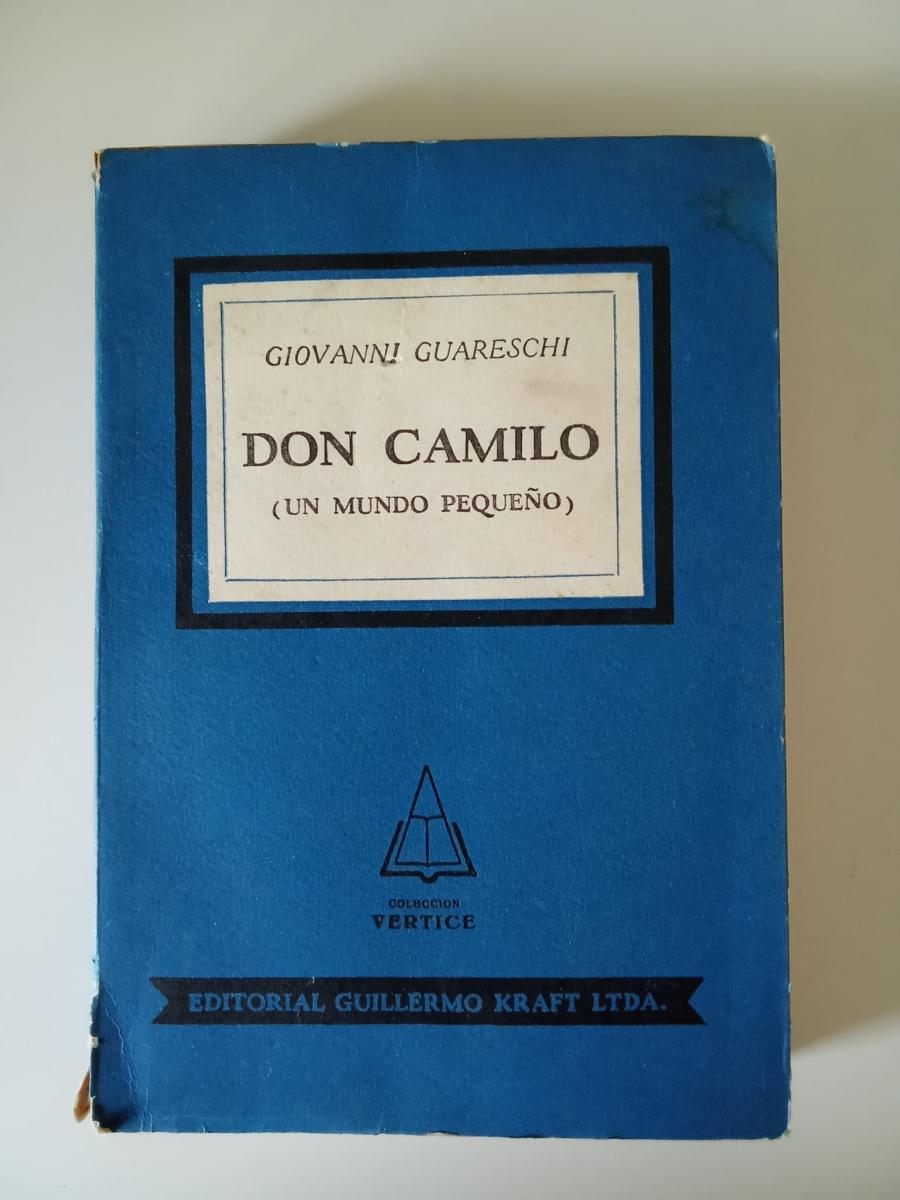 GIOVANNI GUARESCHI
DON CAMILO
(UN MUNDO PEQUEÑO)
COLECCION
VERTICE
EDITORIAL GUILLERMO KRAFT LTDA.